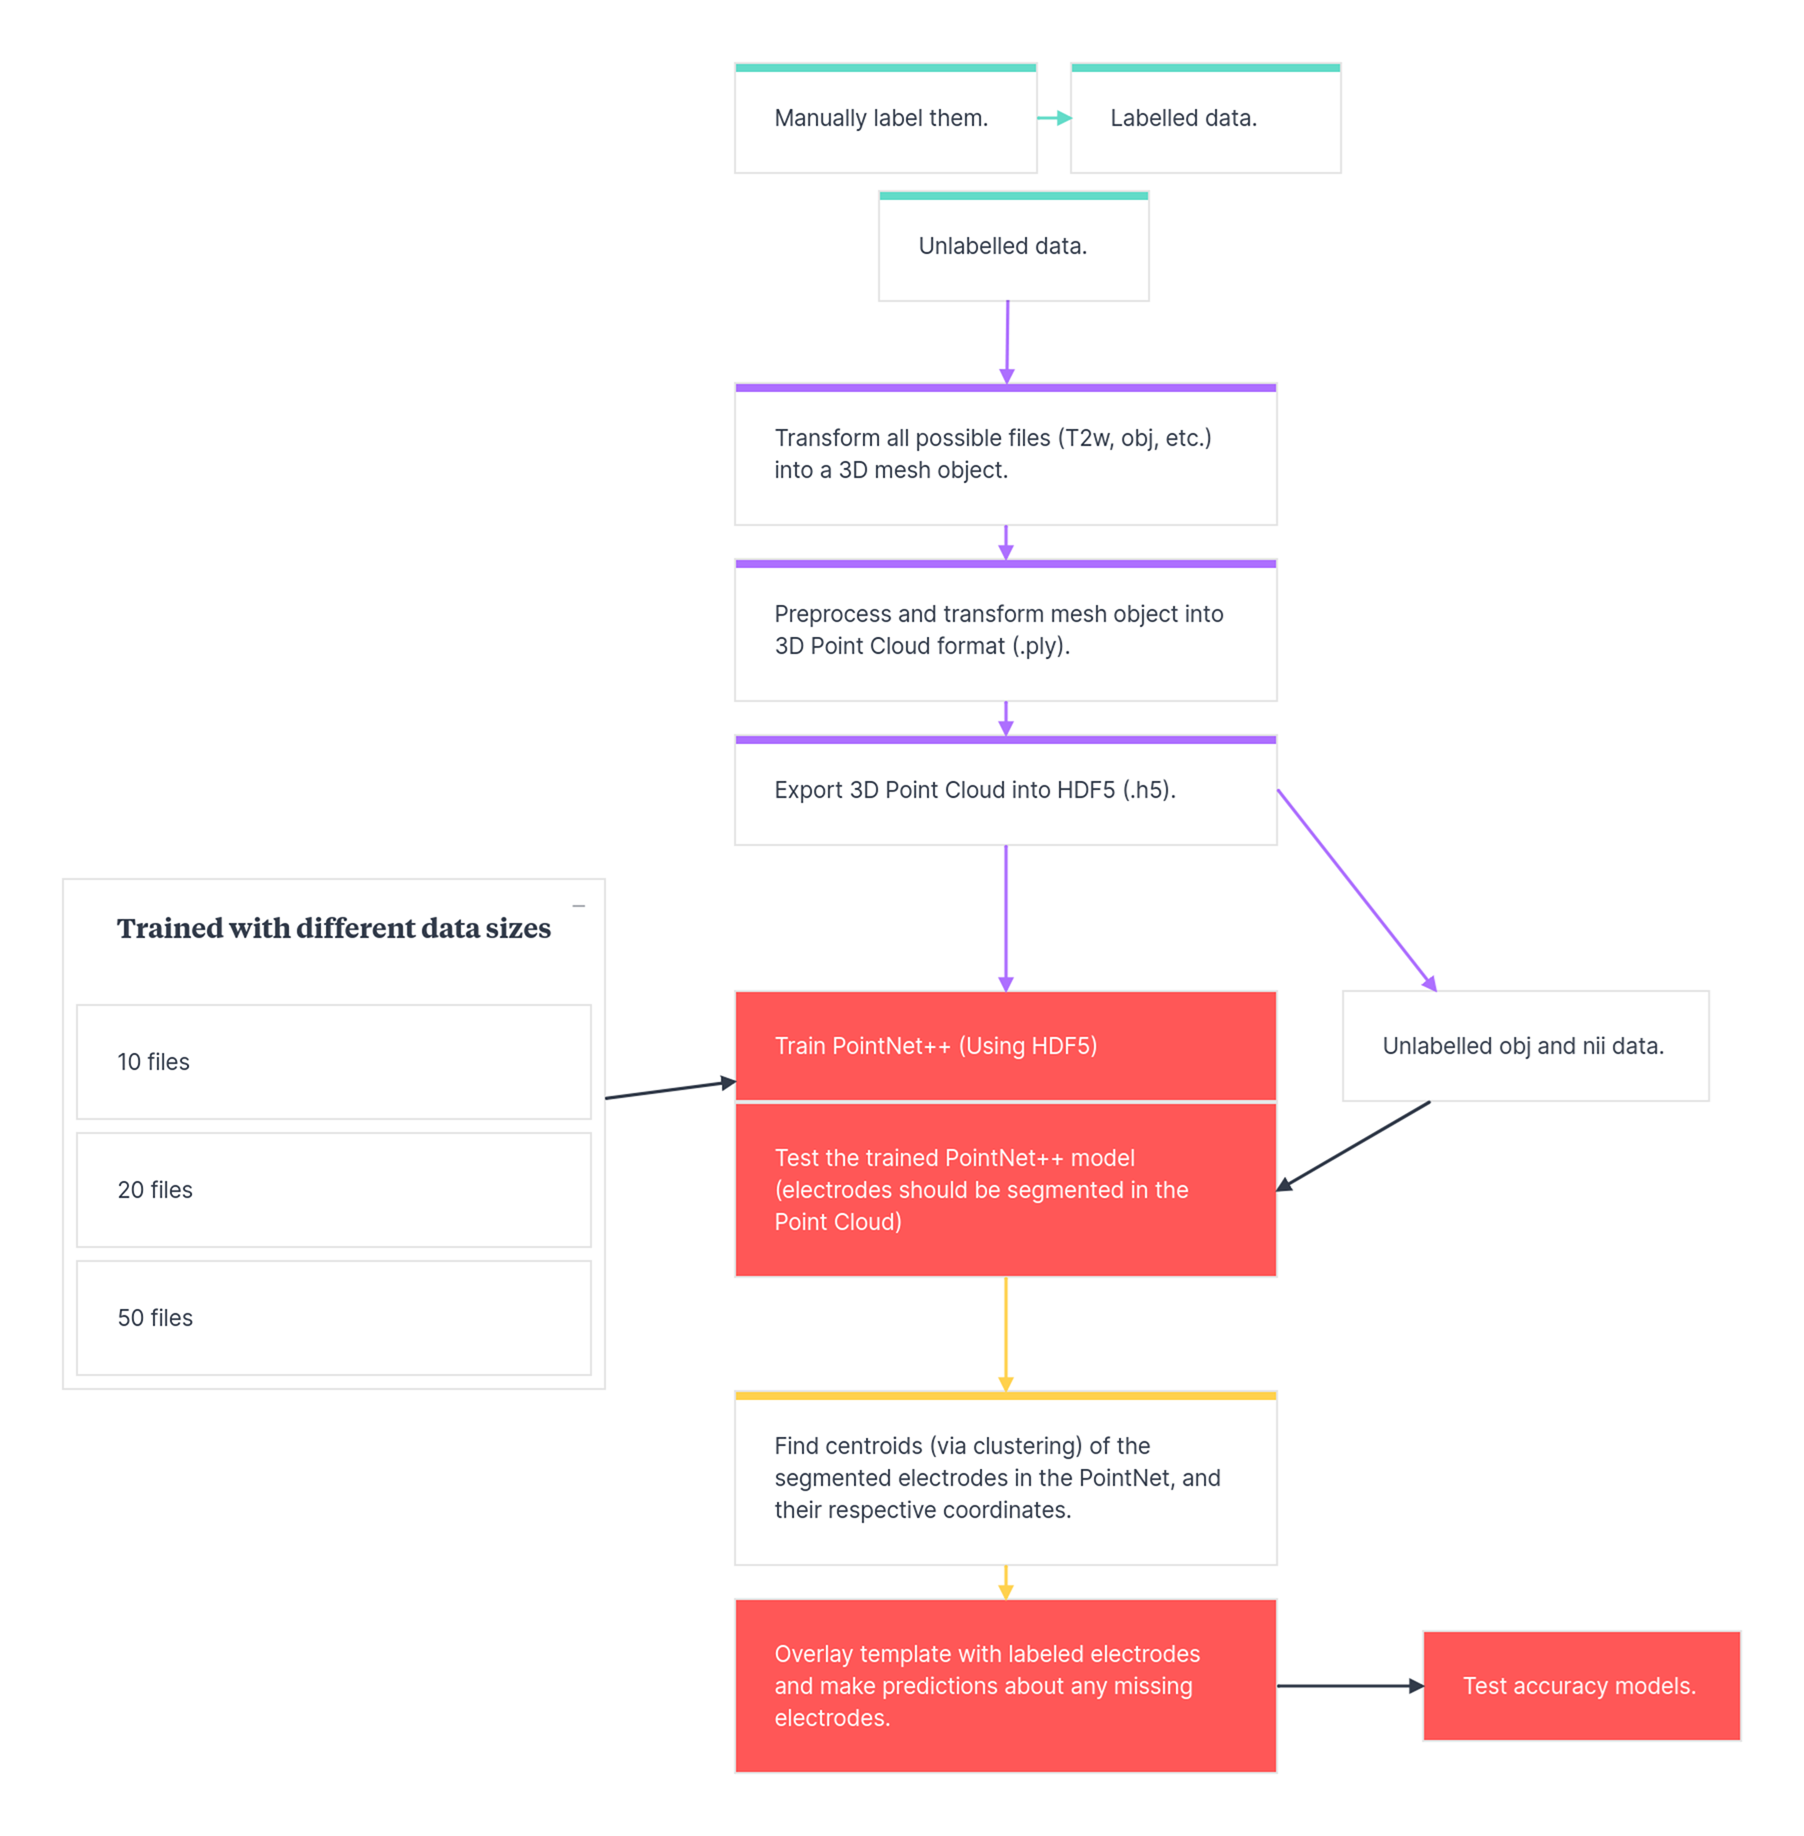 Manually label them.
Labelled data.
Unlabelled data.
Transform all possible files (T2w, obj, etc.)
into a 3D mesh object.
Preprocess and transform mesh object into
3D Point Cloud format (.ply).
Export 3D Point Cloud into HDF5 (.h5).
Trained with different data sizes
10 files
20 files
50 files
Train PointNet++ (Using HDF5)
Unlabelled obj and nii data.
Test the trained PointNet++ model
(electrodes should be segmented in the
Point Cloud)
Find centroids (via clustering) of the
segmented electrodes in the PointNet, and
their respective coordinates.
Overlay template with labeled electrodes
and make predictions about any missing
electrodes.
Test accuracy models.